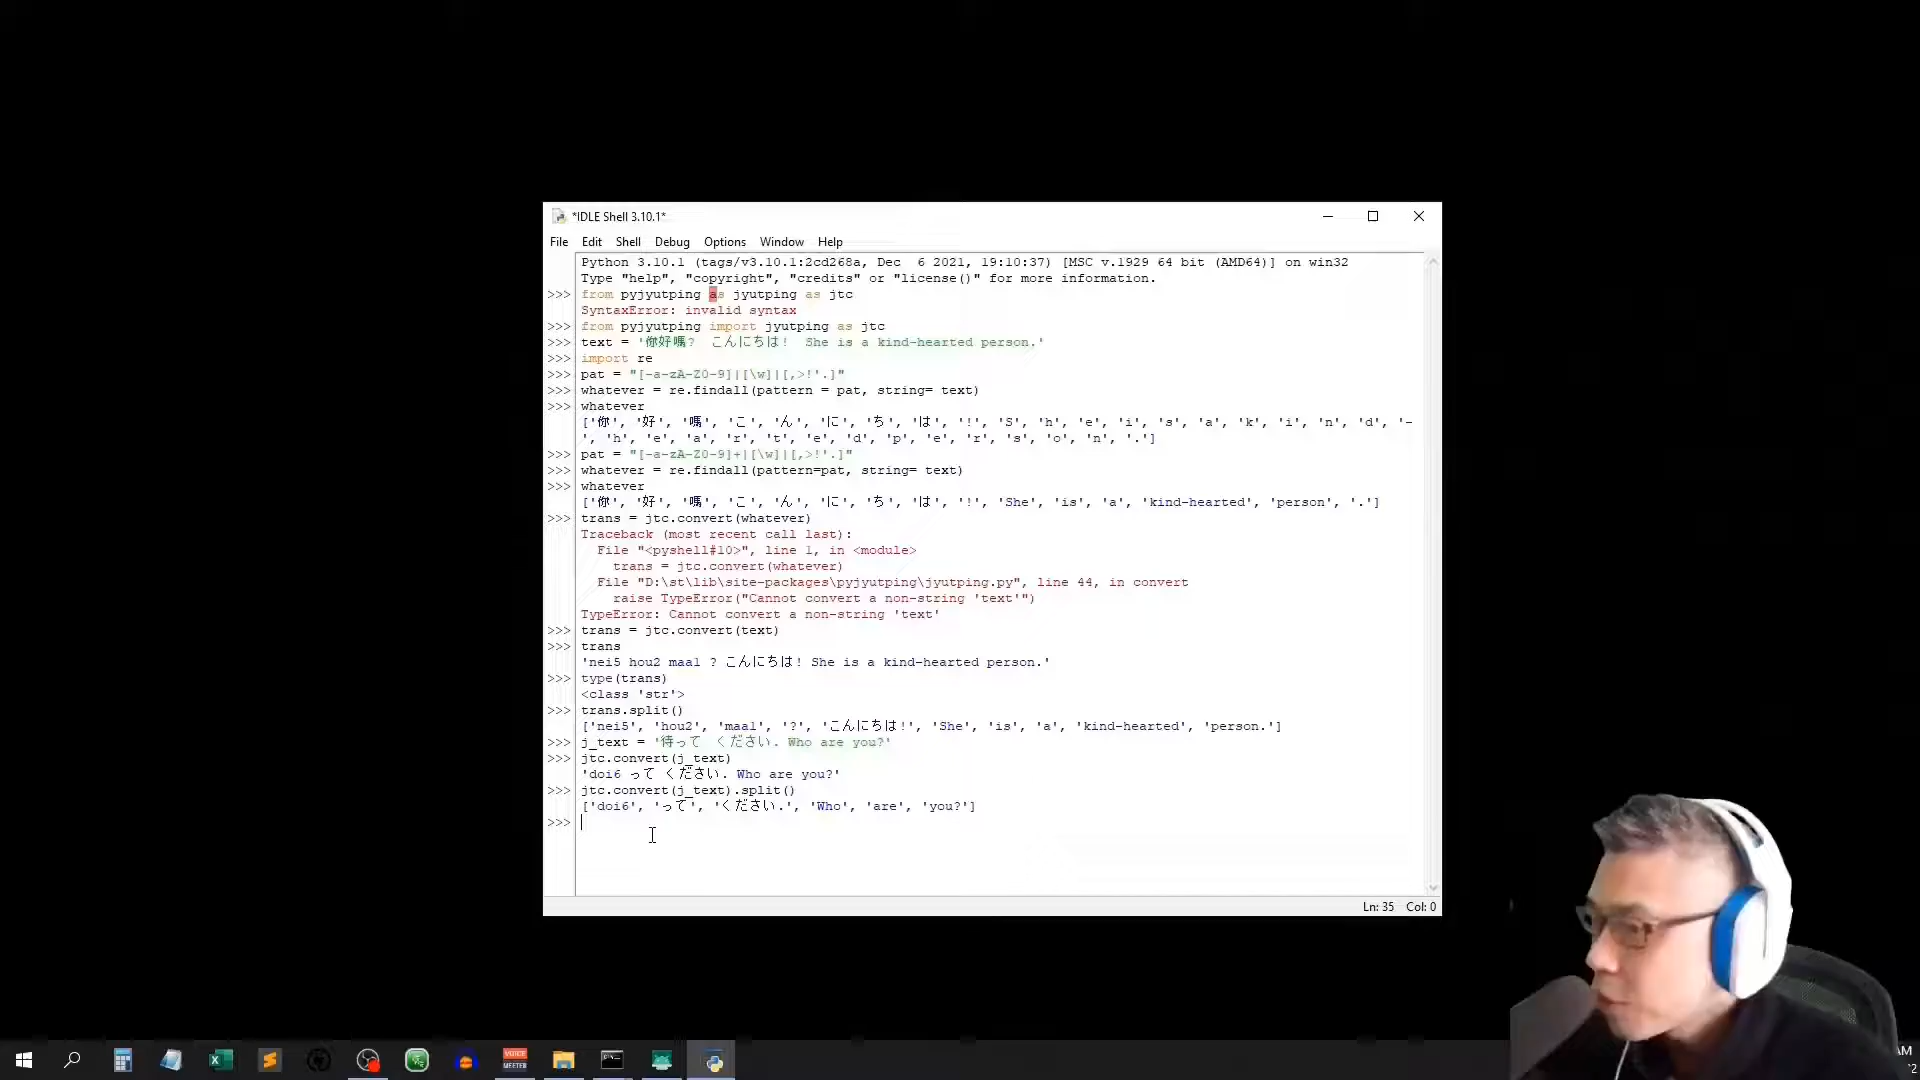 *IDLE Shell 3.10.1*
File Edit Shell Debug Options Window Help
Python 3.10.1 (tags/v3.10.1:2cd268a, Dec  6 2021, 19:10:37) [MSC v.1929 64 bit (AMD64)] on win32
Type "help", "copyright", "credits" or "license()" for more information.
>>> from pyjyutping as jyutping as jtc
SyntaxError: invalid syntax
>>> from pyjyutping import jyutping as jtc
>>> text = '你好嗎?　こんにちは!　She is a kind-hearted person.'
>>> import re
>>> pat = "[-a-zA-Z0-9]|[\w]|[,>!'.]"
>>> whatever = re.findall(pattern = pat, string= text)
>>> whatever
['你', '好', '嗎', 'こ', 'ん', 'に', 'ち', 'は', '!', 'S', 'h', 'e', 'i', 's', 'a', 'k', 'i', 'n', 'd', '-
', 'h', 'e', 'a', 'r', 't', 'e', 'd', 'p', 'e', 'r', 's', 'o', 'n', '.']
>>> pat = "[-a-zA-Z0-9]+|[\w]|[,>!'.]"
>>> whatever = re.findall(pattern=pat, string= text)
>>> whatever
['你', '好', '嗎', 'こ', 'ん', 'に', 'ち', 'は', '!', 'She', 'is', 'a', 'kind-hearted', 'person', '.']
>>> trans = jtc.convert(whatever)
Traceback (most recent call last):
File "<pyshell#10>", line 1, in <module>
trans = jtc.convert(whatever)
File "D:\st\lib\site-packages\pyjyutping\jyutping.py", line 44, in convert
raise TypeError("Cannot convert a non-string 'text'")
TypeError: Cannot convert a non-string 'text'
>>> trans = jtc.convert(text)
>>> trans
'nei5 hou2 maa1 ? こんにちは! She is a kind-hearted person.'
>>> type(trans)
<class 'str'>
>>> trans.split()
['nei5', 'hou2', 'maa1', '?', 'こんにちは!', 'She', 'is', 'a', 'kind-hearted', 'person.']
>>> j_text = '待って　ください. Who are you?'
>>> jtc.convert(j_text)
'doi6 って ください. Who are you?'
>>> jtc.convert(j_text).split()
['doi6', 'って', 'ください.', 'Who', 'are', 'you?']
>>>
Ln: 35 Col: 0
VOICE
MEETER